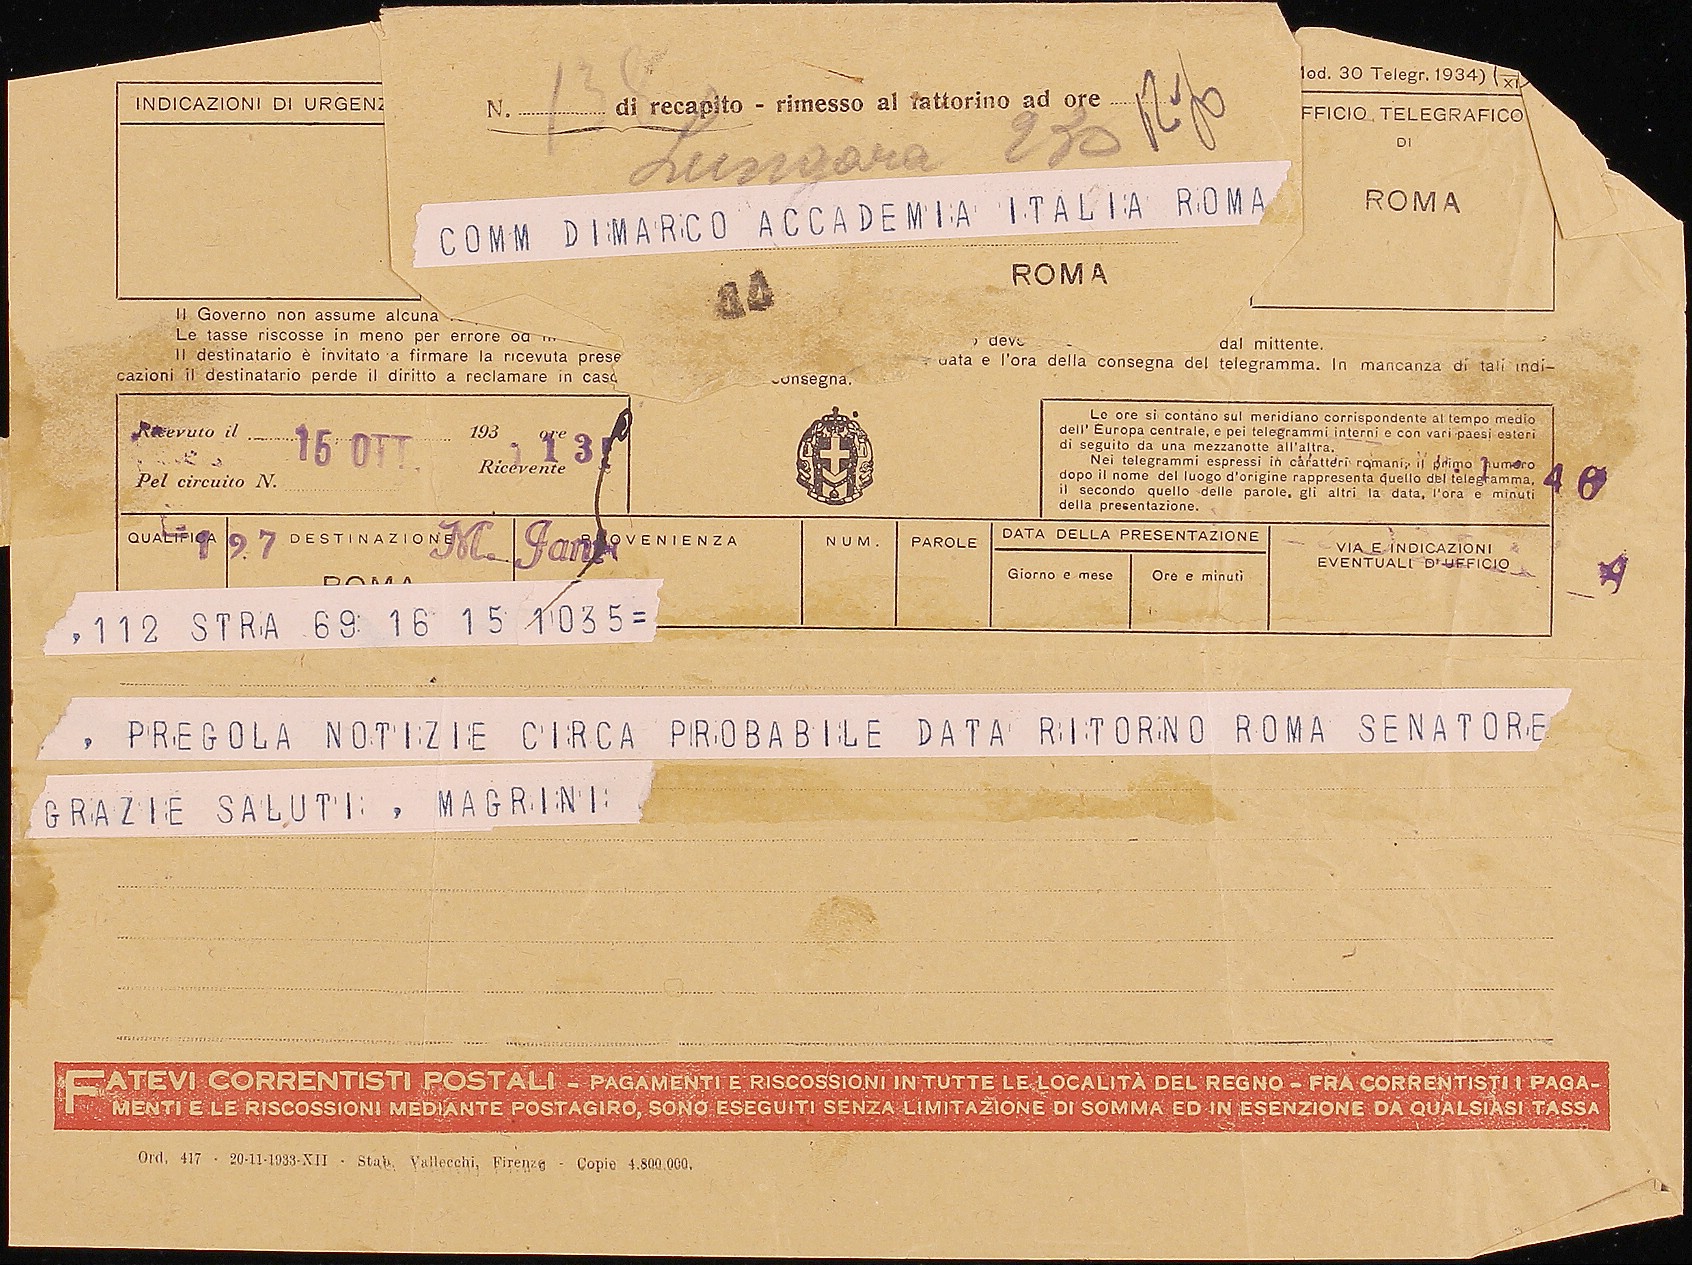 N. 138 di recapito - rimesso al fattorino ad ore
Lungara 230
COMM DIMARCO ACCADEMIA ITALIA ROMA
ROMA
INDICAZIONI DI URGENZ
Mod. 30 Telegr. 1934) (XI
FFICIO TELEGRAFICO
DI
ROMA
Il Governo non assume alcuna
Le tasse riscosse in meno per errore od in
dal mittente.
Il destinatario è invitato a firmare la ricevuta prese
data e l'ora della consegna del telegramma. In mancanza di tali indi-
cazioni il destinatario perde il diritto a reclamare in caso
consegna.
Ricevuto il 15 OTT. 193 ore 1135
Pel circuito N. Ricevente
Le ore si contano sul meridiano corrispondente al tempo medio
dell' Europa centrale, e pei telegrammi interni e con vari paesi esteri
di seguito da una mezzanotte all'altra.
Nei telegrammi espressi in caratteri romani, il primo numero
dopo il nome del luogo d'origine rappresenta quello del telegramma,
il secondo quello delle parole, gli altri la data, l'ora e minuti
della presentazione.
QUALIFICA
197
DESTINAZIONE
ROMA
PROVENIENZA
NUM.
PAROLE
DATA DELLA PRESENTAZIONE
Giorno e mese
Ore e minuti
VIA E INDICAZIONI
EVENTUALI D'UFFICIO
,112 STRA 69 16 15 1035=
, PREGOLA NOTIZIE CIRCA PROBABILE DATA RITORNO ROMA SENATORE
GRAZIE SALUTI , MAGRINI
FATEVI CORRENTISTI POSTALI - PAGAMENTI E RISCOSSIONI IN TUTTE LE LOCALITÀ DEL REGNO - FRA CORRENTISTI I PAGA-
MENTI E LE RISCOSSIONI MEDIANTE POSTAGIRO, SONO ESEGUITI SENZA LIMITAZIONE DI SOMMA ED IN ESENZIONE DA QUALSIASI TASSA
Ord. 417 - 20-11-1933-XII - Stab. Vallecchi, Firenze - Copie 4.800.000.